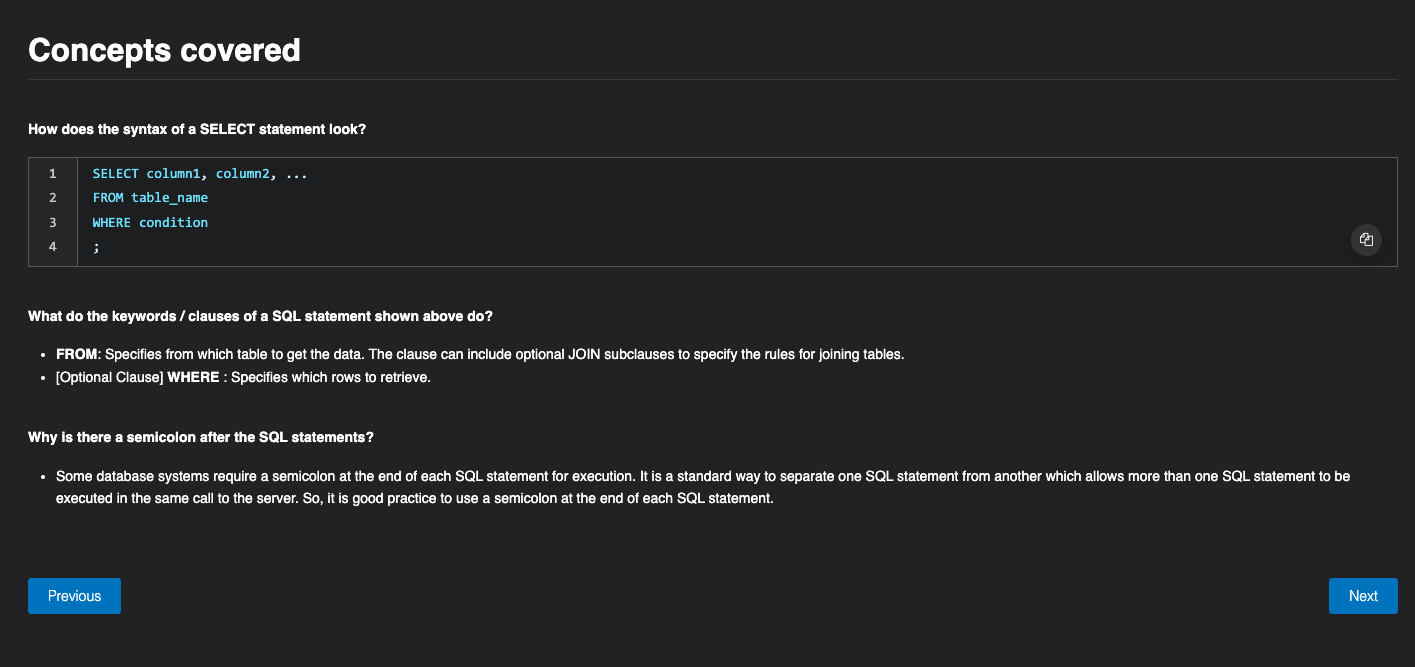 Concepts covered
How does the syntax of a SELECT statement look?
1 SELECT column1, column2, ...
2 FROM table_name
3 WHERE condition
4 ;
What do the keywords / clauses of a SQL statement shown above do?
• FROM: Specifies from which table to get the data. The clause can include optional JOIN subclauses to specify the rules for joining tables.
• [Optional Clause] WHERE : Specifies which rows to retrieve.
Why is there a semicolon after the SQL statements?
• Some database systems require a semicolon at the end of each SQL statement for execution. It is a standard way to separate one SQL statement from another which allows more than one SQL statement to be
executed in the same call to the server. So, it is good practice to use a semicolon at the end of each SQL statement.
Previous
Next